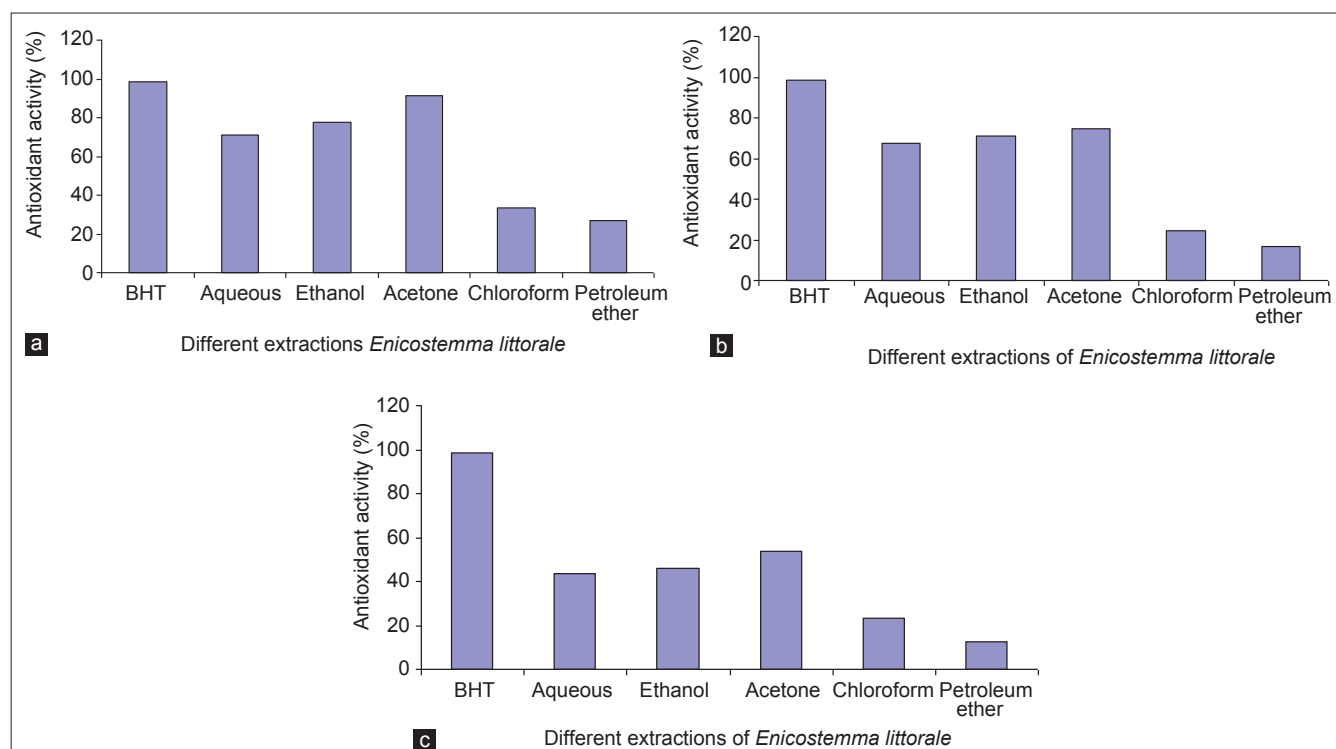 Antioxidant activity (%)
120
100
80
60
40
20
0
BHT Aqueous Ethanol Acetone Chloroform Petroleum
ether
a
Different extractions Enicostemma littorale
Antioxidant activity (%)
120
100
80
60
40
20
0
BHT Aqueous Ethanol Acetone Chloroform Petroleum
ether
b
Different extractions of Enicostemma littorale
Antioxidant activity (%)
120
100
80
60
40
20
0
BHT Aqueous Ethanol Acetone Chloroform Petroleum
ether
c
Different extractions of Enicostemma littorale